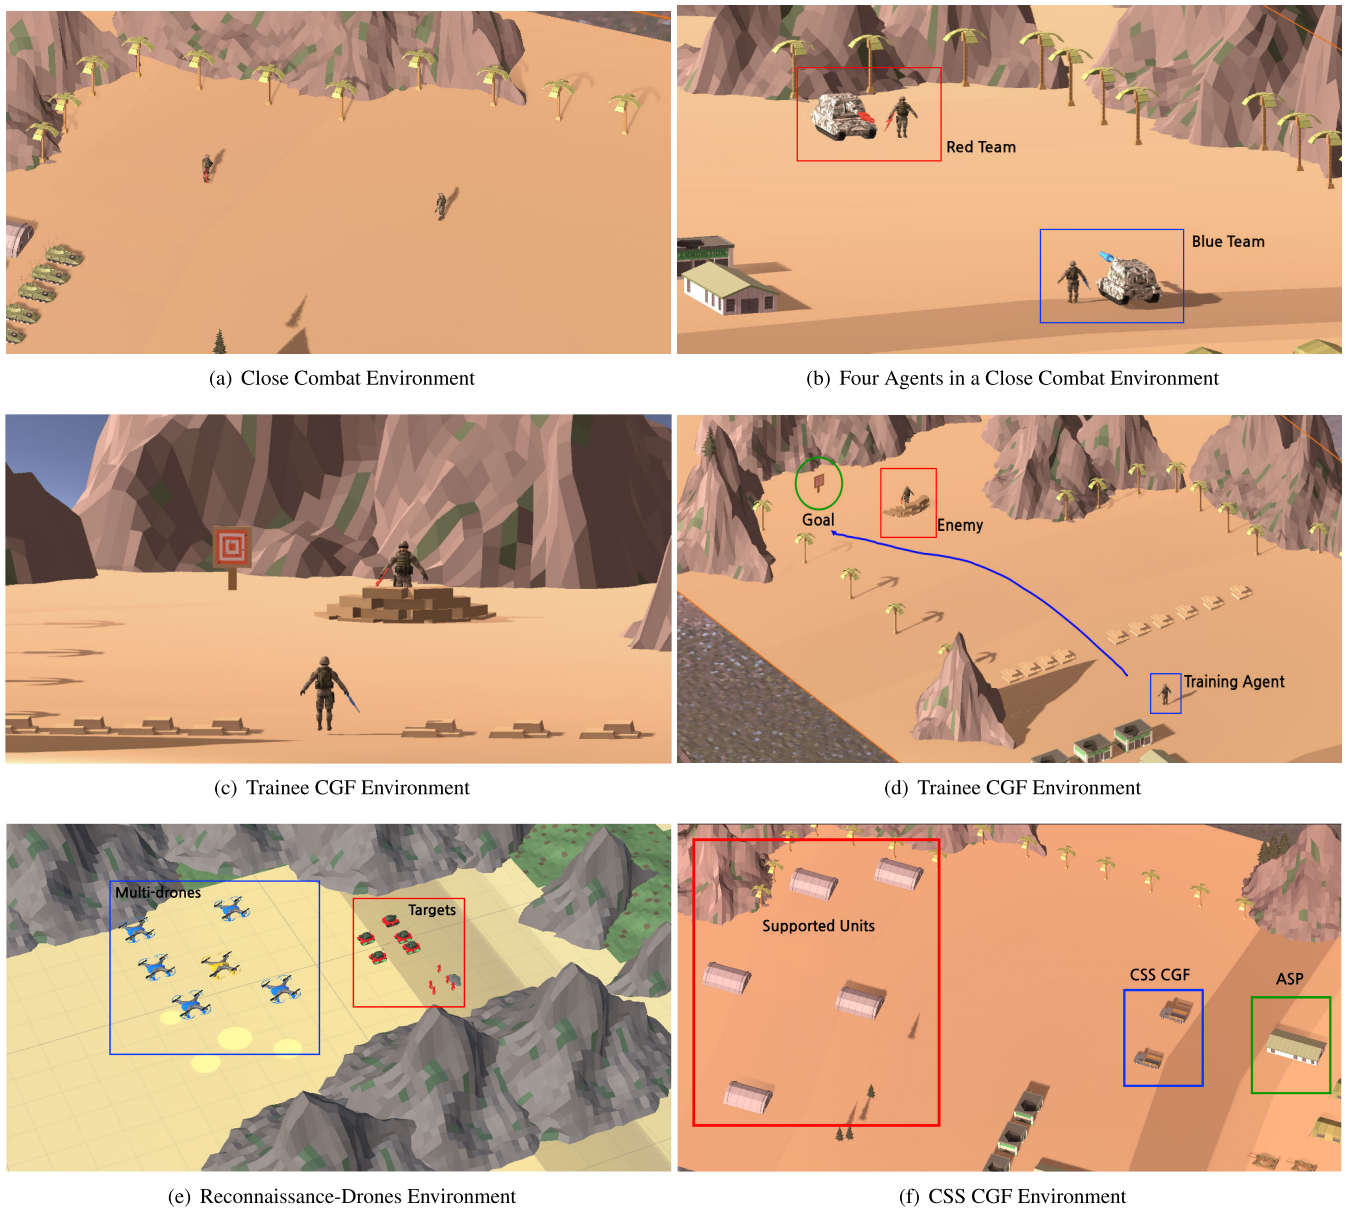 Red Team
Blue Team
(a) Close Combat Environment
(b) Four Agents in a Close Combat Environment
Goal
Enemy
Training Agent
(c) Trainee CGF Environment
(d) Trainee CGF Environment
Multi-drones
Targets
Supported Units
CSS CGF
ASP
(e) Reconnaissance-Drones Environment
(f) CSS CGF Environment